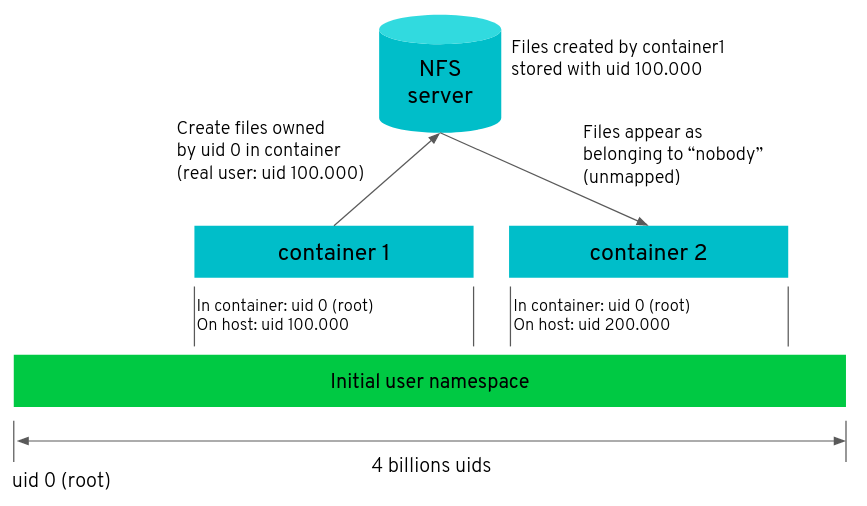 NFS
server
Files created by container1
stored with uid 100.000
Create files owned
by uid 0 in container
(real user: uid 100.000)
Files appear as
belonging to “nobody”
(unmapped)
container 1
container 2
In container: uid 0 (root)
On host: uid 100.000
In container: uid 0 (root)
On host: uid 200.000
Initial user namespace
4 billions uids
uid 0 (root)